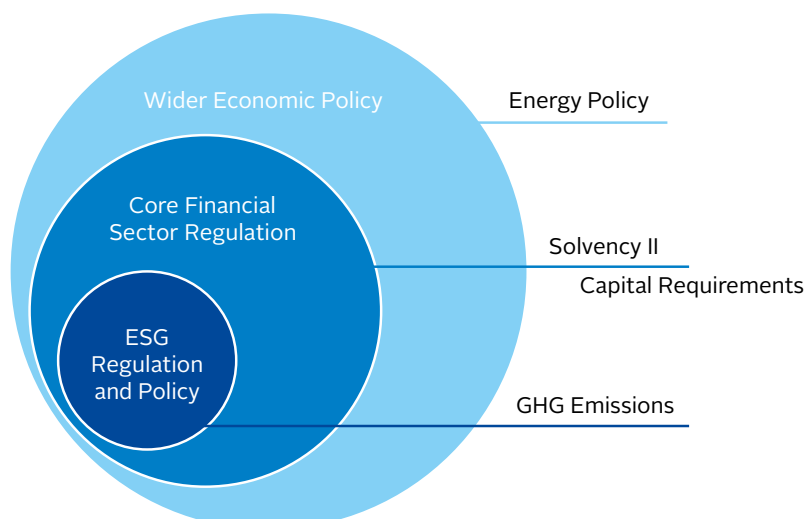 Wider Economic Policy
Energy Policy
Core Financial
Sector Regulation
Solvency II
Capital Requirements
ESG
Regulation
and Policy
GHG Emissions